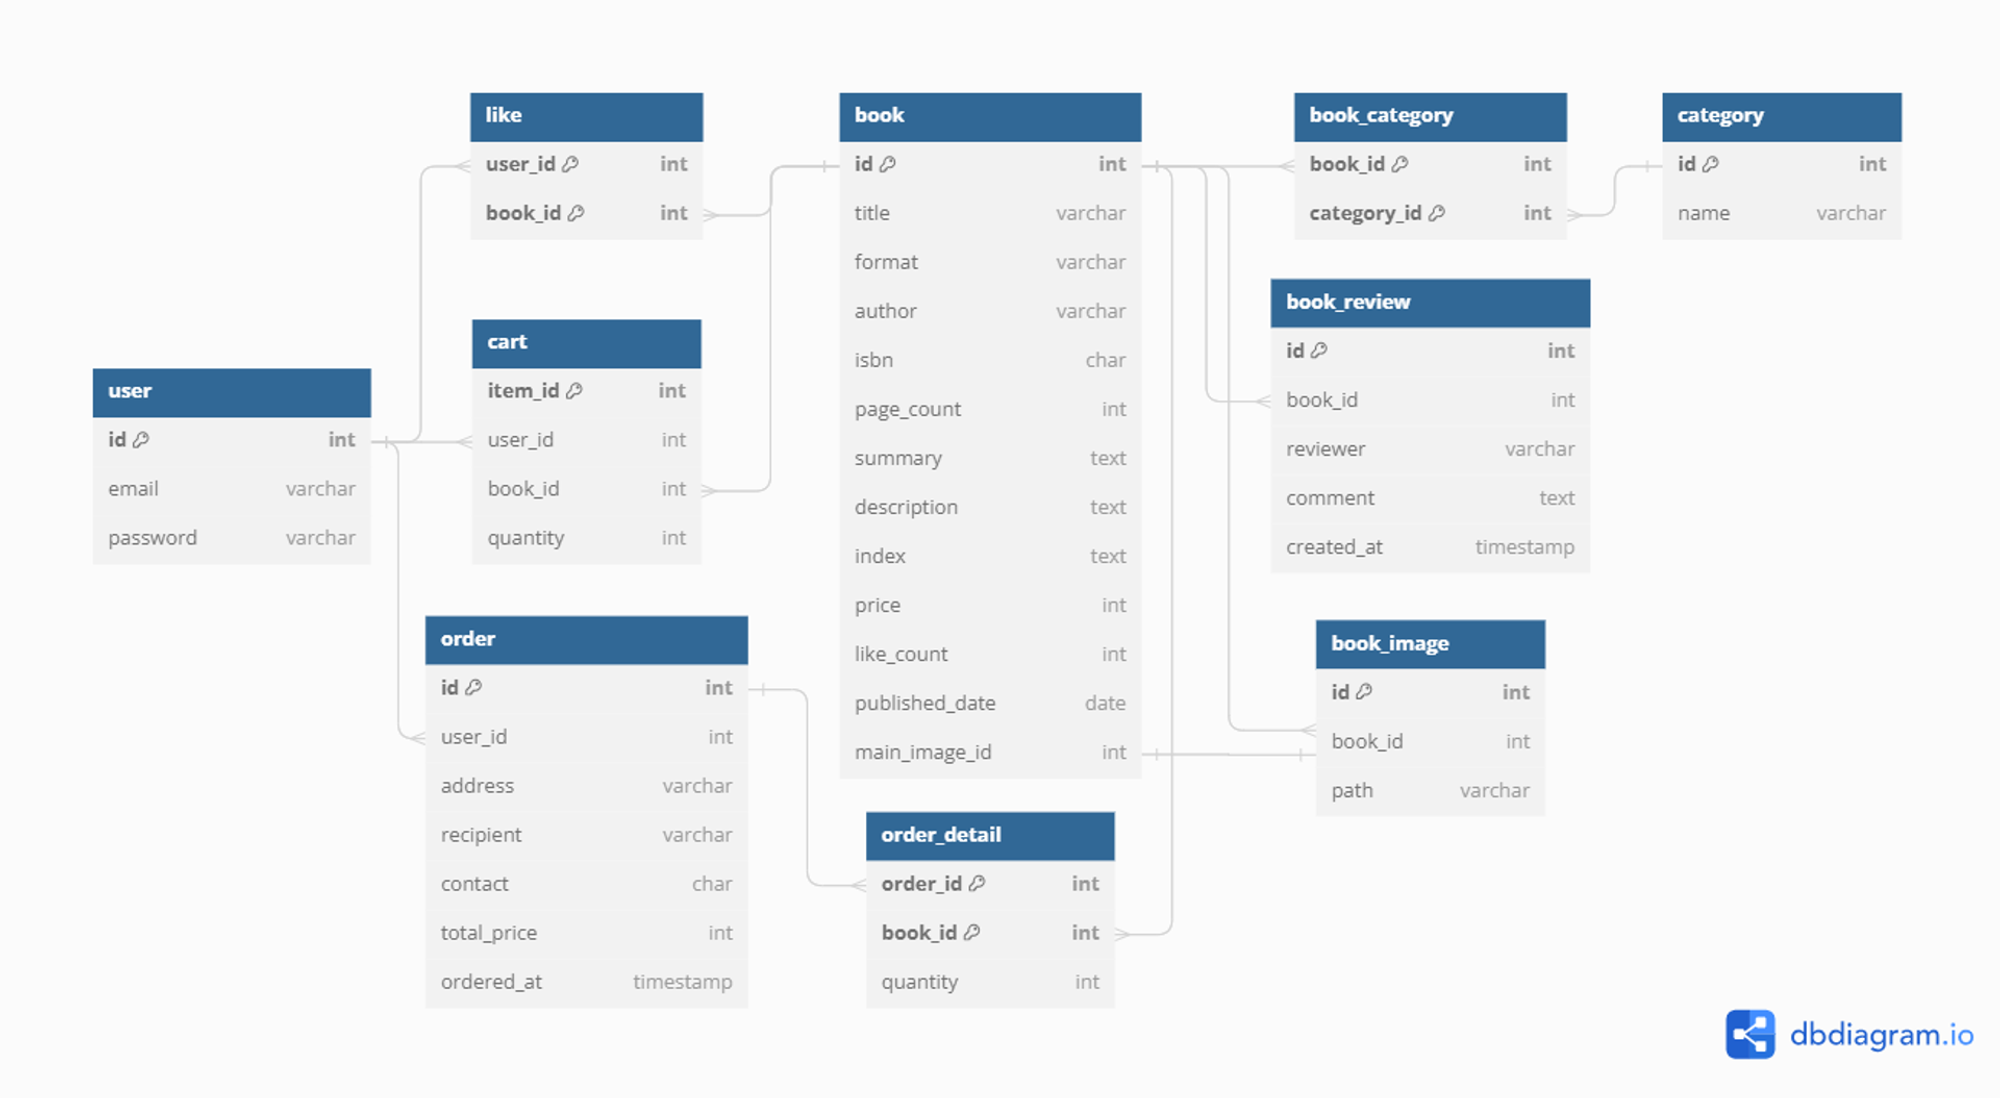 like
user_id int
book_id int
book
id int
title varchar
format varchar
author varchar
isbn char
page_count int
summary text
description text
index text
price int
like_count int
published_date date
main_image_id int
book_category
book_id int
category_id int
category
id int
name varchar
book_review
id int
book_id int
reviewer varchar
comment text
created_at timestamp
cart
item_id int
user_id int
book_id int
quantity int
user
id int
email varchar
password varchar
order
id int
user_id int
address varchar
recipient varchar
contact char
total_price int
ordered_at timestamp
order_detail
order_id int
book_id int
quantity int
book_image
id int
book_id int
path varchar
dbdiagram.io